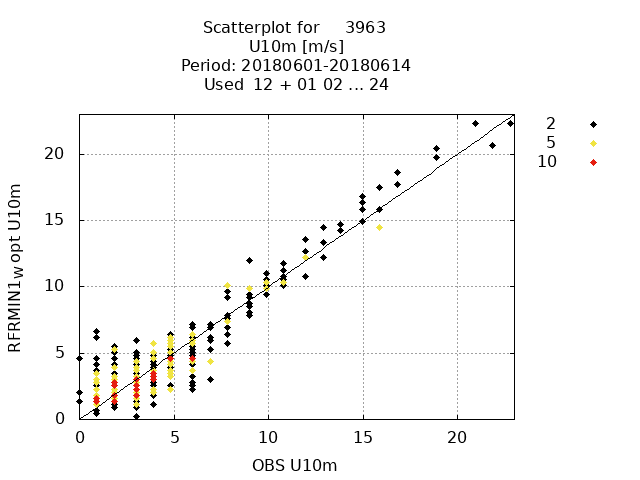 Scatterplot for 3963
U10m [m/s]
Period: 20180601-20180614
Used 12 + 01 02 ... 24
2
5
10
20
15
10
5
0
RFRMIN1W opt U10m
0 5 10 15 20
OBS U10m